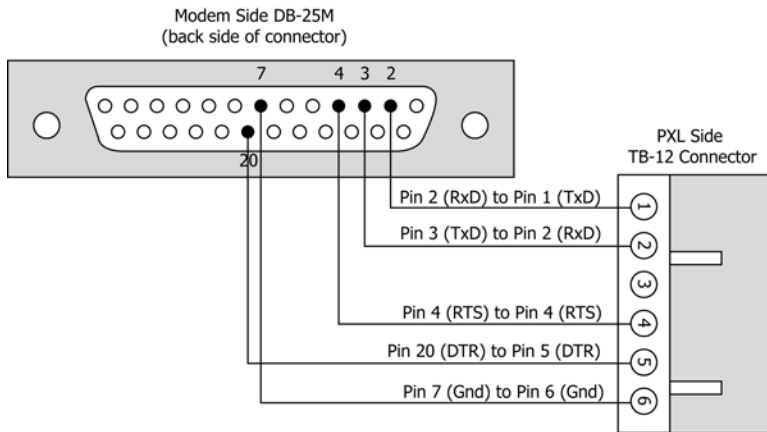 Modem Side DB-25M
(back side of connector)
7 4 3 2
20
PXL Side
TB-12 Connector
Pin 2 (RxD) to Pin 1 (TxD)
1
Pin 3 (TxD) to Pin 2 (RxD)
2
3
Pin 4 (RTS) to Pin 4 (RTS)
4
Pin 20 (DTR) to Pin 5 (DTR)
5
Pin 7 (Gnd) to Pin 6 (Gnd)
6